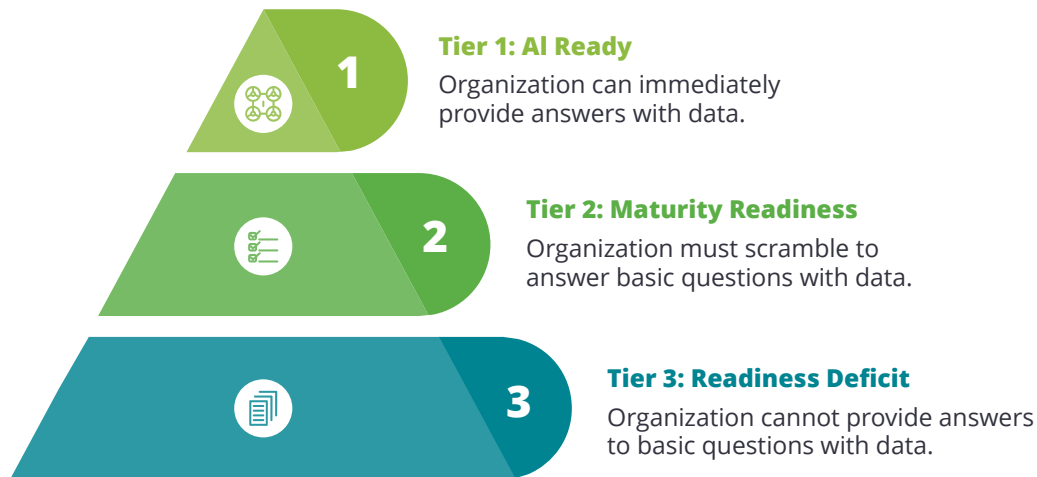 1
Tier 1: AI Ready
Organization can immediately
provide answers with data.
2
Tier 2: Maturity Readiness
Organization must scramble to
answer basic questions with data.
3
Tier 3: Readiness Deficit
Organization cannot provide answers
to basic questions with data.